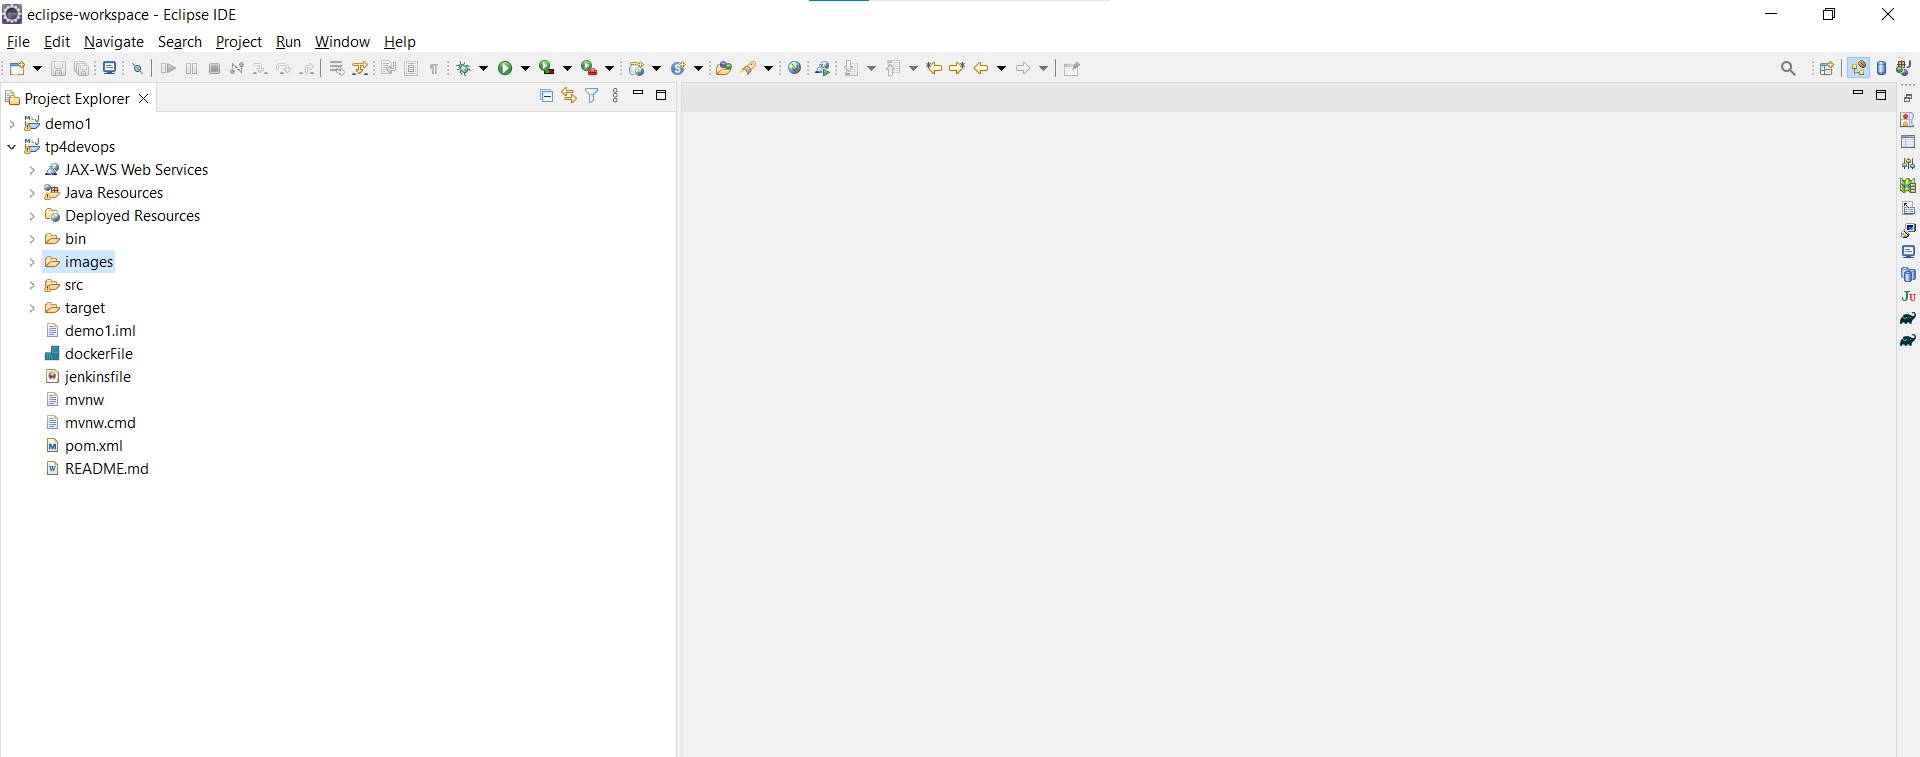 eclipse-workspace - Eclipse IDE
File Edit Navigate Search Project Run Window Help
Project Explorer
demo1
tp4devops
JAX-WS Web Services
Java Resources
Deployed Resources
bin
images
src
target
demo1.iml
dockerFile
jenkinsfile
mvnw
mvnw.cmd
pom.xml
README.md